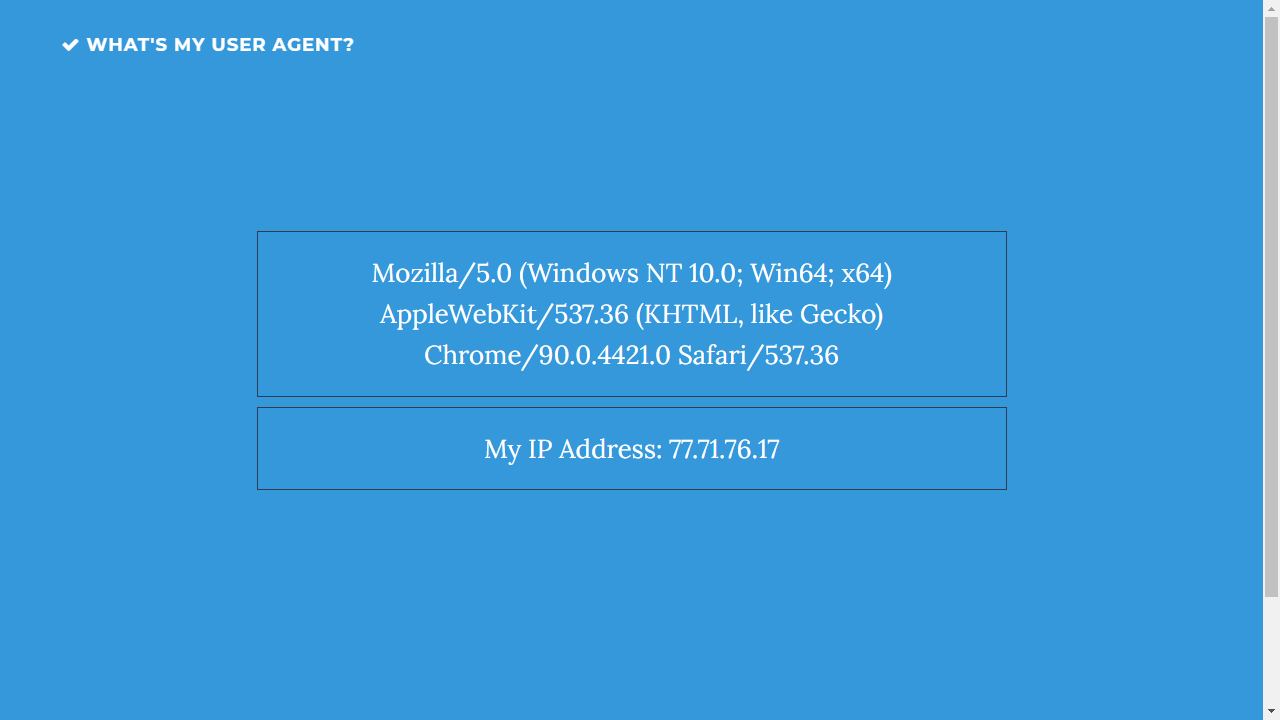 WHAT'S MY USER AGENT?
Mozilla/5.0 (Windows NT 10.0; Win64; x64)
AppleWebKit/537.36 (KHTML, like Gecko)
Chrome/90.0.4421.0 Safari/537.36
My IP Address: 77.71.76.17